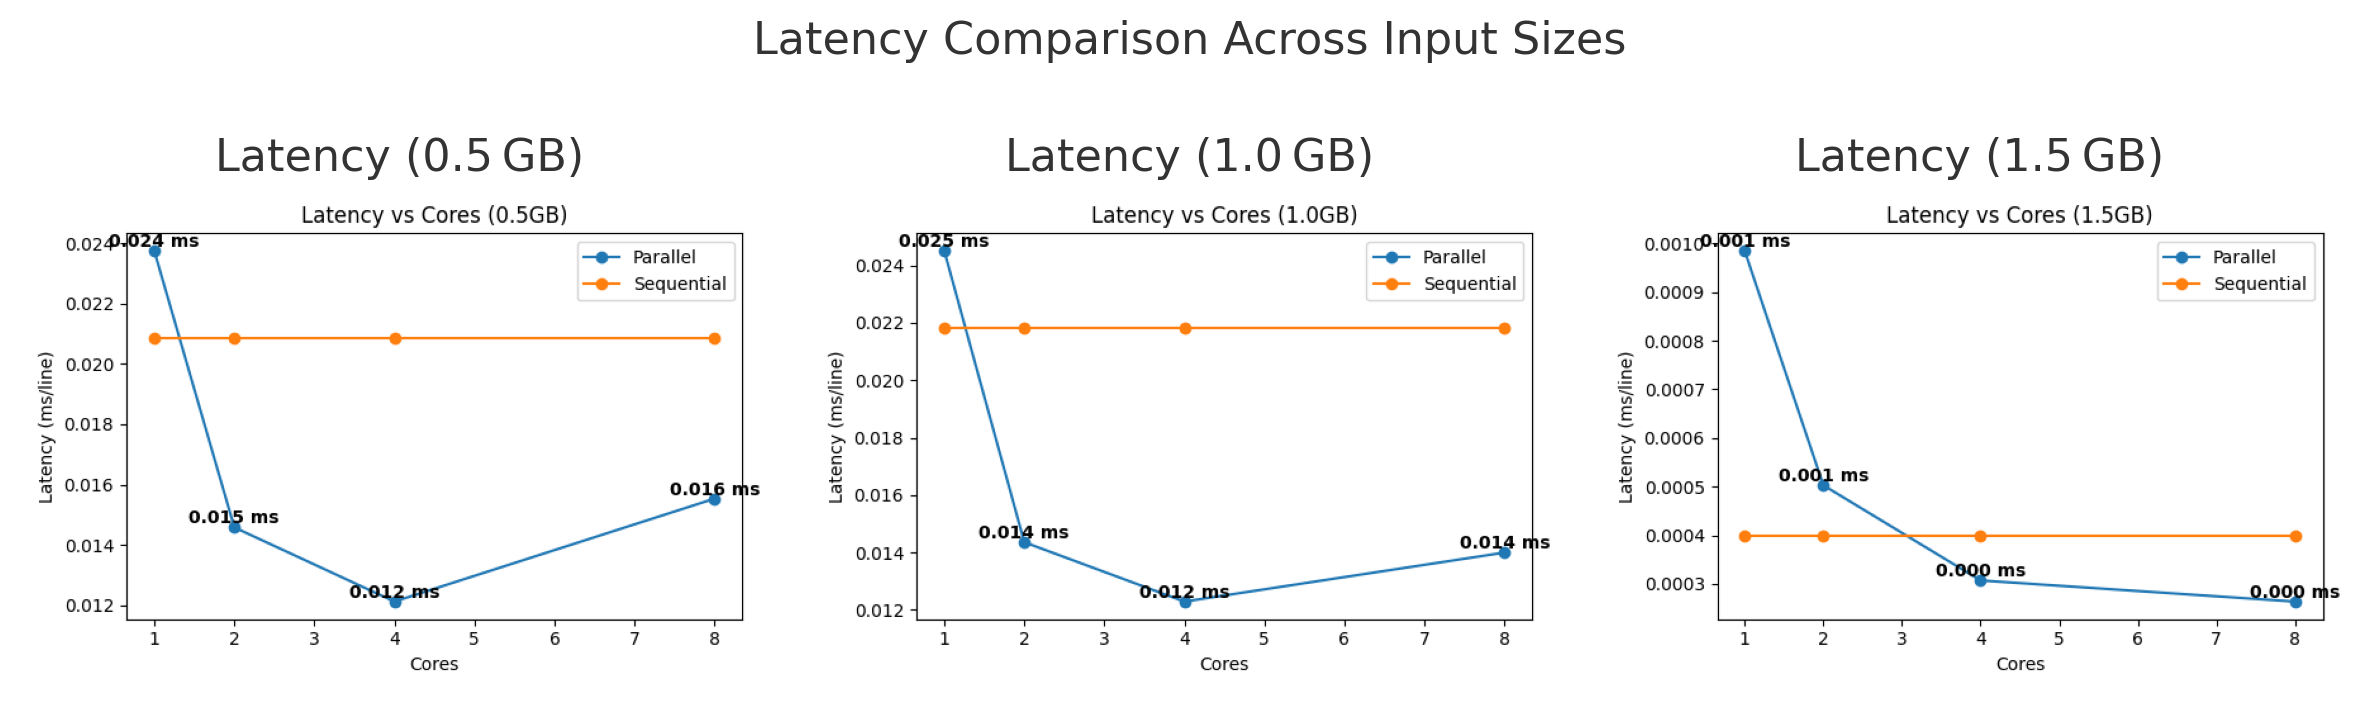 Latency Comparison Across Input Sizes
Latency (0.5 GB)
Latency vs Cores (0.5GB)
0.024
0.022
0.020
0.018
0.016
0.014
0.012
Latency (ms/line)
0.024 ms
0.015 ms
0.012 ms
0.016 ms
Parallel
Sequential
1 2 3 4 5 6 7 8
Cores
Latency (1.0 GB)
Latency vs Cores (1.0GB)
0.024
0.022
0.020
0.018
0.016
0.014
0.012
Latency (ms/line)
0.025 ms
0.014 ms
0.012 ms
0.014 ms
Parallel
Sequential
1 2 3 4 5 6 7 8
Cores
Latency (1.5 GB)
Latency vs Cores (1.5GB)
0.0010
0.0009
0.0008
0.0007
0.0006
0.0005
0.0004
0.0003
Latency (ms/line)
0.001 ms
0.001 ms
0.000 ms
0.000 ms
Parallel
Sequential
1 2 3 4 5 6 7 8
Cores